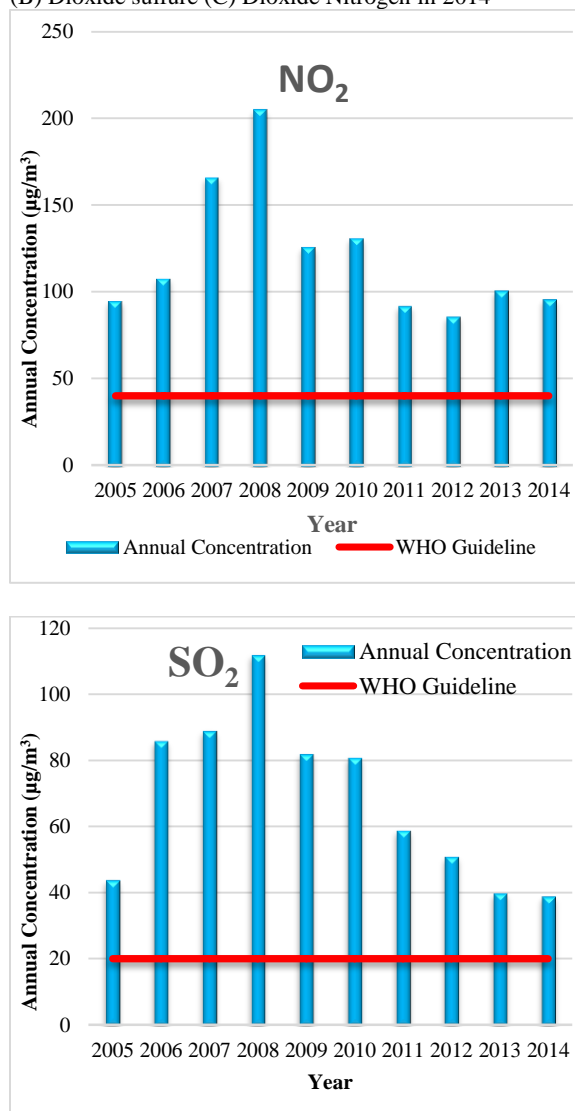 (B) Dioxide sulfure (C) Dioxide Nitrogen in 2014
250
200
150
100
50
0
Annual Concentration (µg/m³)
NO₂
2005 2006 2007 2008 2009 2010 2011 2012 2013 2014
Year
Annual Concentration WHO Guideline
120
100
80
60
40
20
0
Annual Concentration (µg/m³)
SO₂
Annual Concentration
WHO Guideline
2005 2006 2007 2008 2009 2010 2011 2012 2013 2014
Year